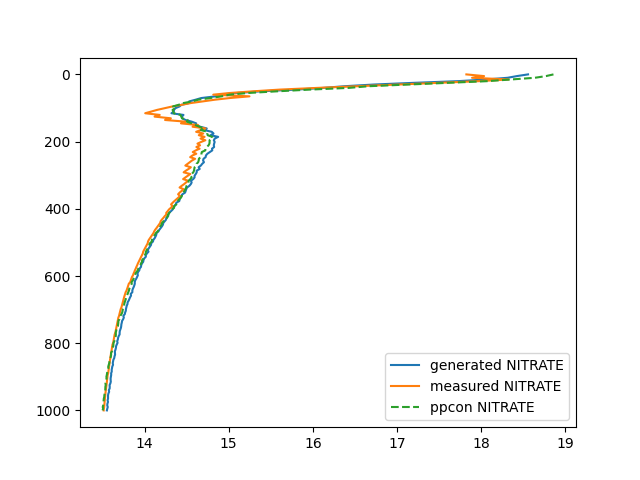 0
200
400
600
800
1000
14 15 16 17 18 19
generated NITRATE
measured NITRATE
ppcon NITRATE